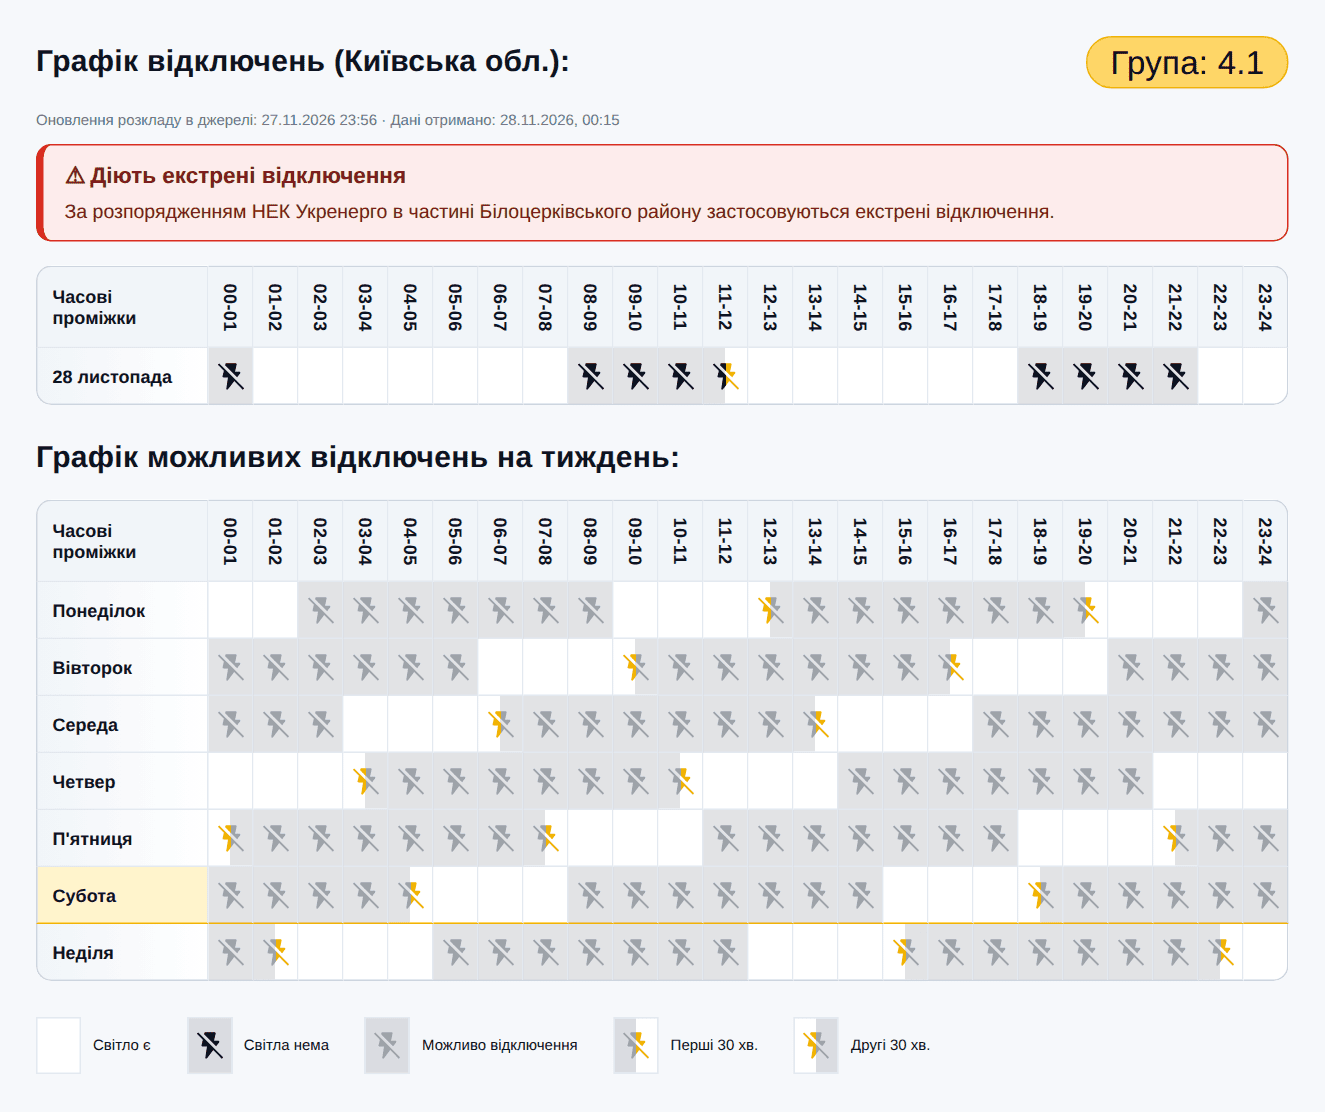 Графік відключень (Київська обл.):
Група: 4.1
Оновлення розкладу в джерелі: 27.11.2026 23:56 · Дані отримано: 28.11.2026, 00:15
⚠ Діють екстрені відключення
За розпорядженням НЕК Укренерго в частині Білоцерківського району застосовуються екстрені відключення.
Часові
проміжки
00-01 01-02 02-03 03-04 04-05 05-06 06-07 07-08 08-09 09-10 10-11 11-12 12-13 13-14 14-15 15-16 16-17 17-18 18-19 19-20 20-21 21-22 22-23 23-24
28 листопада
Графік можливих відключень на тиждень:
Часові
проміжки
00-01 01-02 02-03 03-04 04-05 05-06 06-07 07-08 08-09 09-10 10-11 11-12 12-13 13-14 14-15 15-16 16-17 17-18 18-19 19-20 20-21 21-22 22-23 23-24
Понеділок
Вівторок
Середа
Четвер
П'ятниця
Субота
Неділя
Світло є
Світла нема
Можливо відключення
Перші 30 хв.
Другі 30 хв.